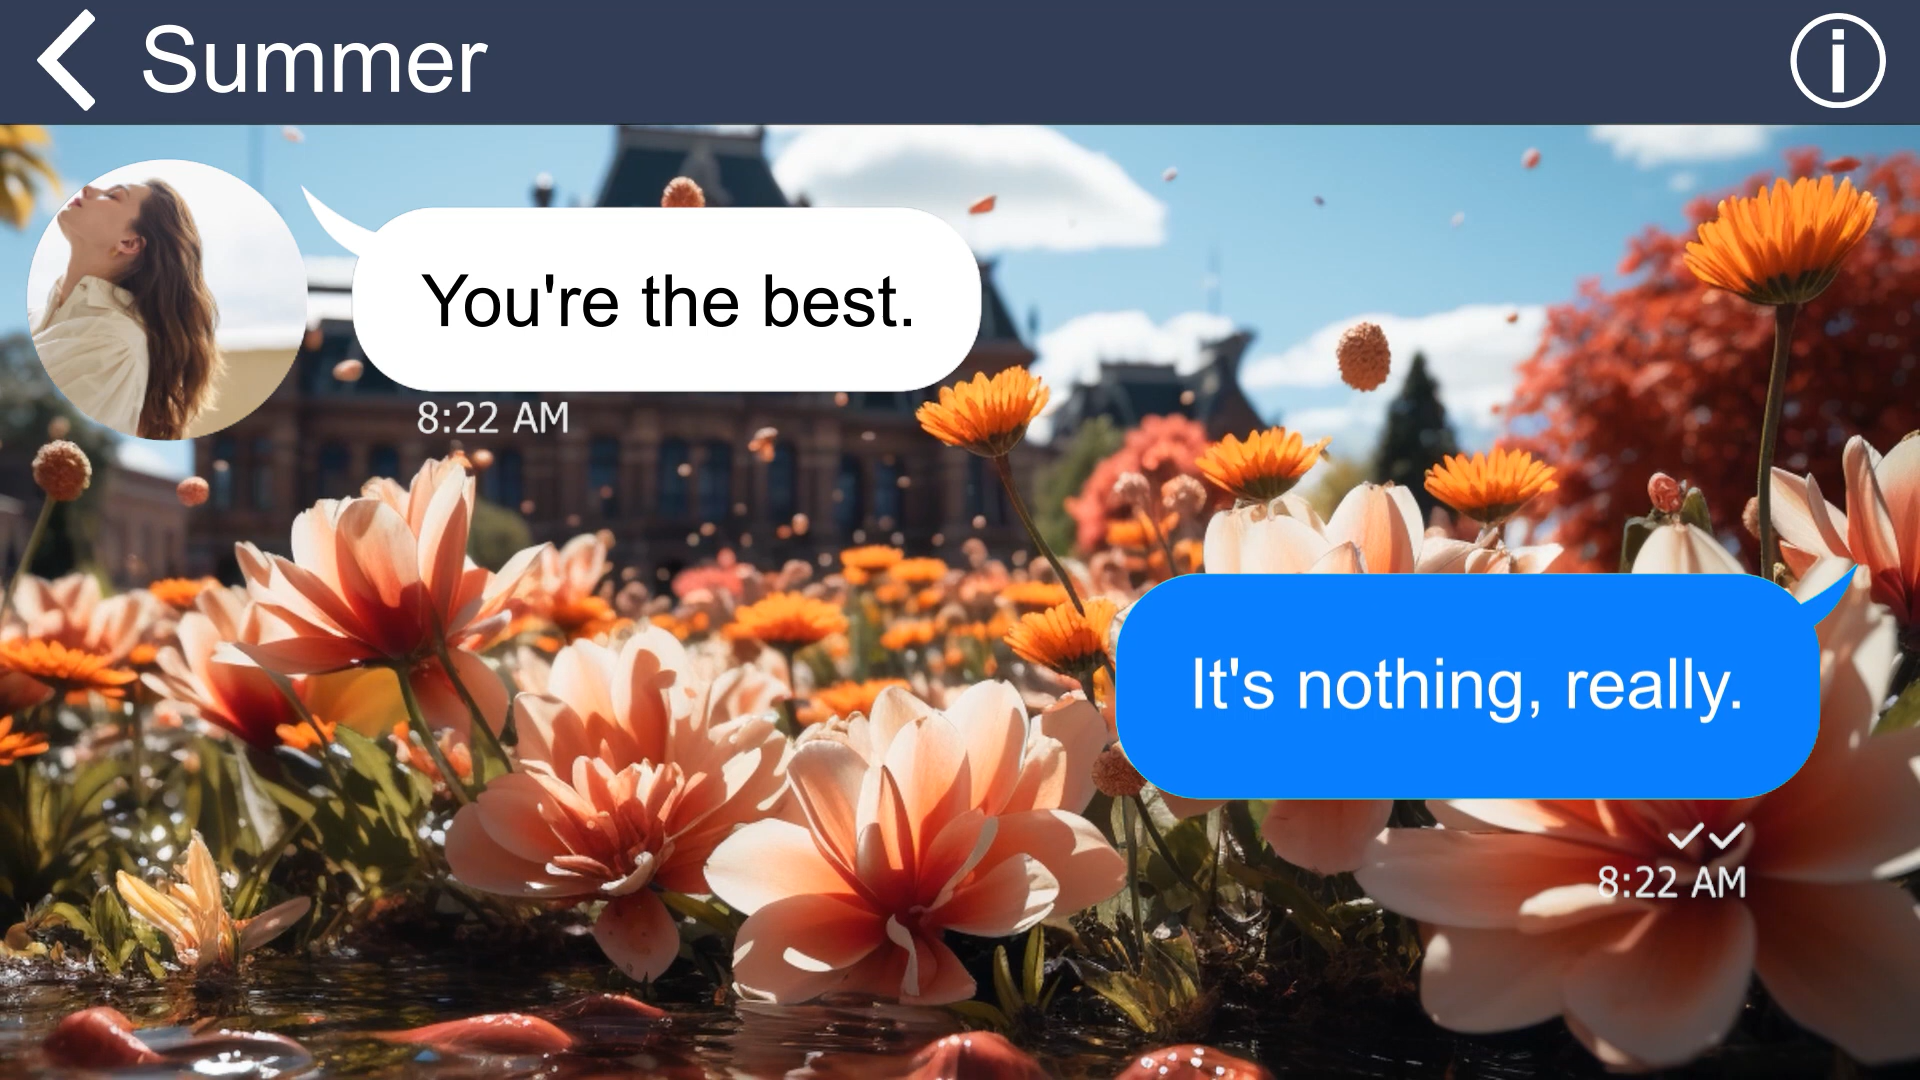 Summer
You're the best.
8:22 AM
It's nothing, really.
8:22 AM